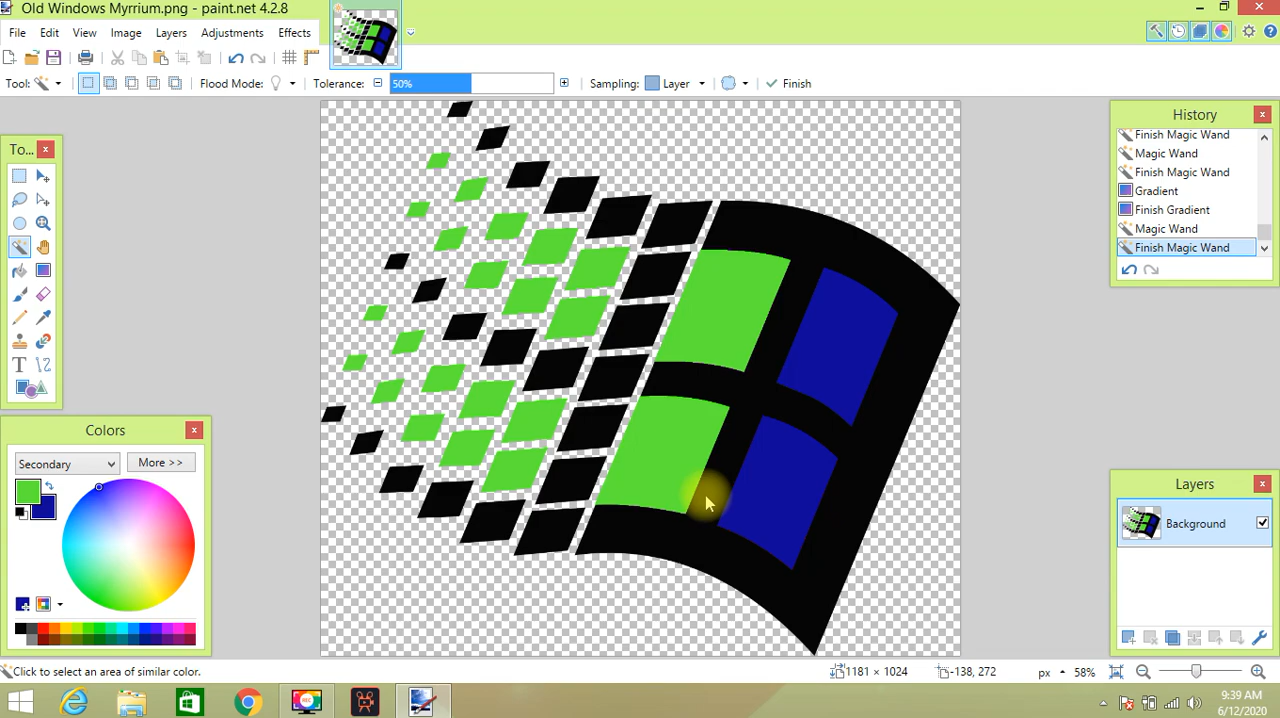 Old Windows Myrrium.png - paint.net 4.2.8
File Edit View Image Layers Adjustments Effects
Tool: Flood Mode: Tolerance: 50% Sampling: Layer Finish
To...
History
Finish Magic Wand
Magic Wand
Finish Magic Wand
Gradient
Finish Gradient
Magic Wand
Finish Magic Wand
Colors
Secondary More >>
Layers
Background
Click to select an area of similar color. 1181 × 1024 -138, 272 px 58%
REC
9:39 AM
6/12/2020